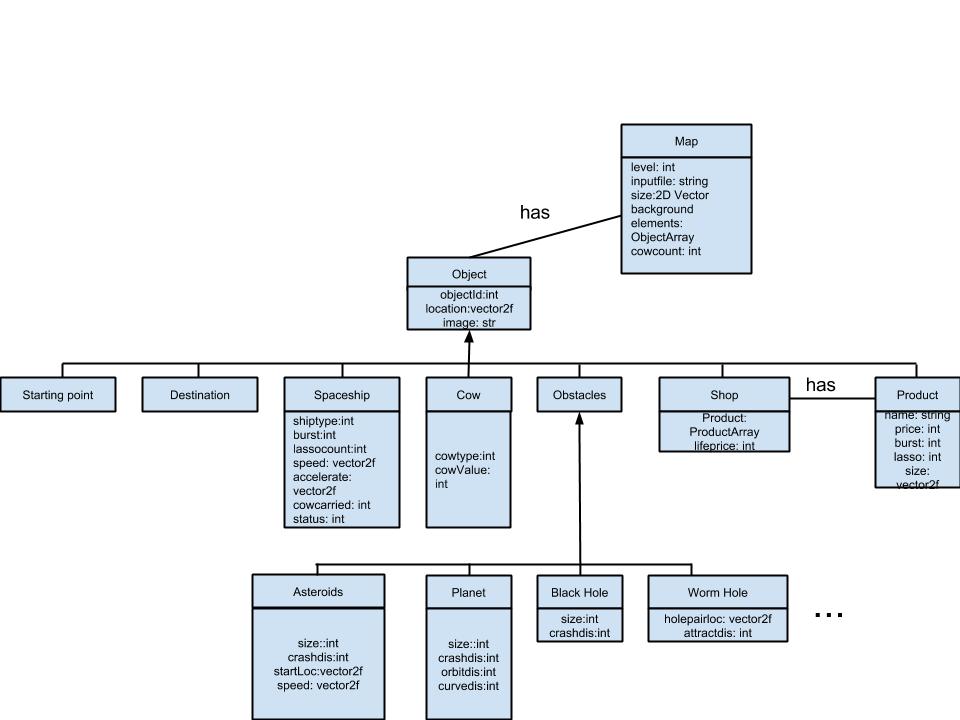 Map
level: int
inputfile: string
size:2D Vector
background
elements:
ObjectArray
cowcount: int
has
Object
objectId:int
location:vector2f
image: str
Starting point
Destination
Spaceship
shiptype:int
burst:int
lassocount:int
speed: vector2f
accelerate:
vector2f
cowcarried: int
status: int
Cow
cowtype:int
cowValue:
int
Obstacles
Shop
Product:
ProductArray
lifeprice: int
has
Product
name: string
price: int
burst: int
lasso: int
size:
vector2f
Asteroids
size::int
crashdis:int
startLoc:vector2f
speed: vector2f
Planet
size::int
crashdis:int
orbitdis:int
curvedis:int
Black Hole
size:int
crashdis:int
Worm Hole
holepairloc: vector2f
attractdis: int
...